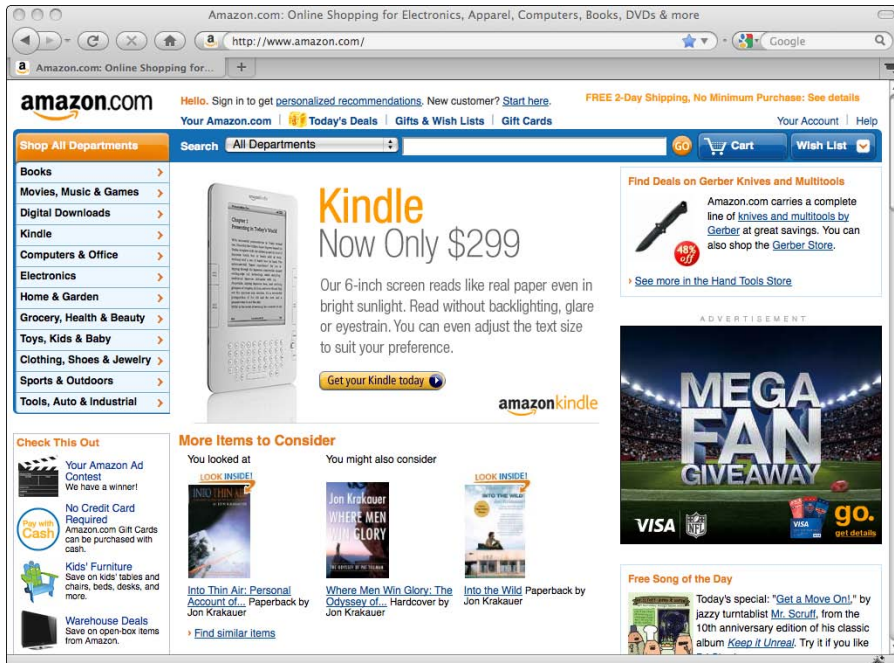 Amazon.com: Online Shopping for Electronics, Apparel, Computers, Books, DVDs & more
http://www.amazon.com/
Google
Amazon.com: Online Shopping for...
amazon.com
Hello. Sign in to get personalized recommendations. New customer? Start here.
FREE 2-Day Shipping, No Minimum Purchase: See details
Your Amazon.com | Today's Deals | Gifts & Wish Lists | Gift Cards
Your Account | Help
Shop All Departments
Search All Departments
GO
Cart
Wish List
Books
Movies, Music & Games
Digital Downloads
Kindle
Computers & Office
Electronics
Home & Garden
Grocery, Health & Beauty
Toys, Kids & Baby
Clothing, Shoes & Jewelry
Sports & Outdoors
Tools, Auto & Industrial
Kindle
Now Only $299
Our 6-inch screen reads like real paper even in
bright sunlight. Read without backlighting, glare
or eyestrain. You can even adjust the text size
to suit your preference.
Get your Kindle today
amazonkindle
Find Deals on Gerber Knives and Multitools
Amazon.com carries a complete
line of knives and multitools by
Gerber at great savings. You can
also shop the Gerber Store.
48%
off
See more in the Hand Tools Store
ADVERTISEMENT
MEGA
FAN
GIVEAWAY
VISA
NFL
VISA
go.
get details
Check This Out
Your Amazon Ad
Contest
We have a winner!
Pay with
Cash
No Credit Card
Required
Amazon.com Gift Cards
can be purchased with
cash.
Kids' Furniture
Save on kids' tables and
chairs, beds, desks, and
more.
Warehouse Deals
Save on open-box items
from Amazon.
More Items to Consider
You looked at
LOOK INSIDE!
INTO THIN AIR
Into Thin Air: Personal
Account of... Paperback by
Jon Krakauer
Find similar items
You might also consider
Jon Krakauer
WHERE MEN
WIN GLORY
THE ODYSSEY OF PAT TILLMAN
Where Men Win Glory: The
Odyssey of... Hardcover by
Jon Krakauer
LOOK INSIDE!
INTO THE WILD
Into the Wild Paperback by
Jon Krakauer
Free Song of the Day
Today's special: "Get a Move On!," by
jazzy turntablist Mr. Scruff, from the
10th anniversary edition of his classic
album Keep it Unreal. Try it if you like